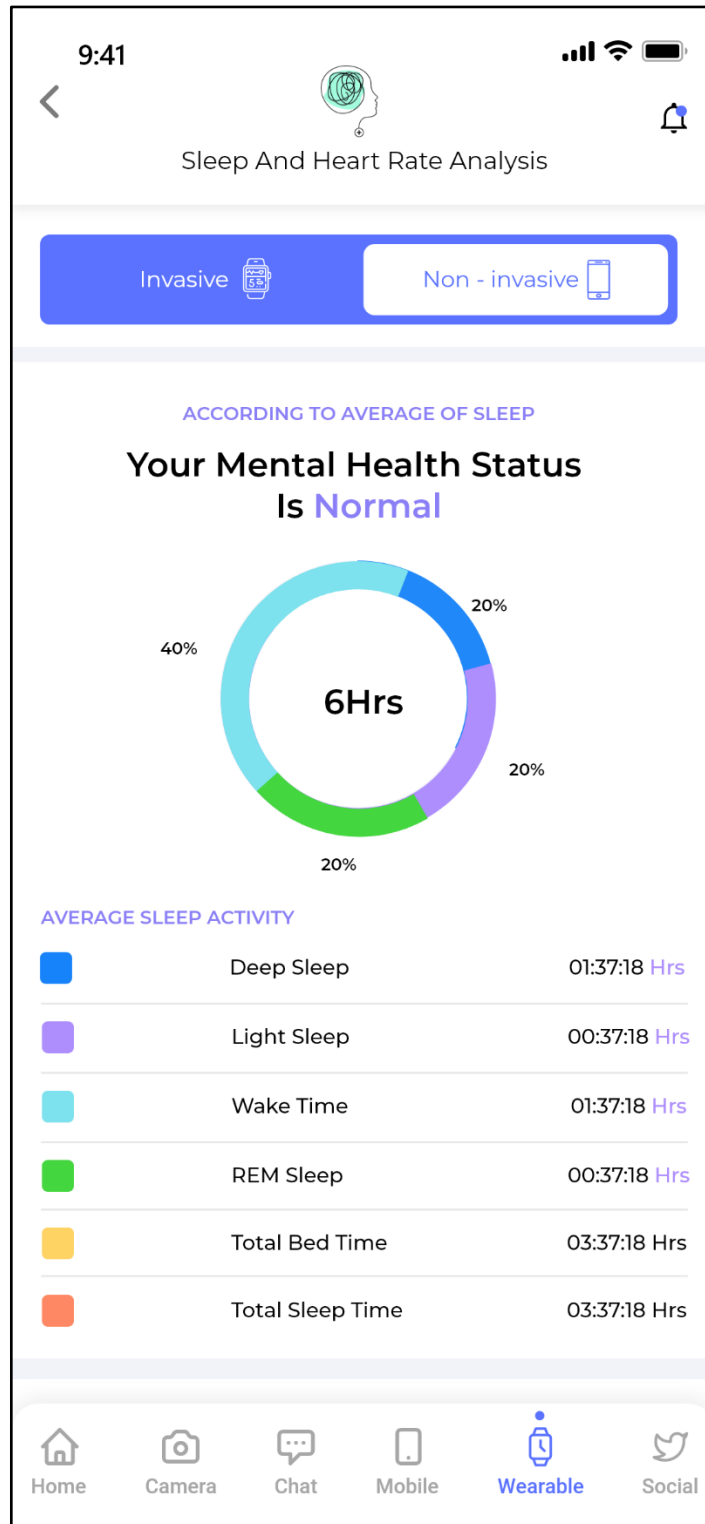 9:41
Sleep And Heart Rate Analysis
Invasive
Non - invasive
ACCORDING TO AVERAGE OF SLEEP
Your Mental Health Status
Is Normal
20%
40%
6Hrs
20%
20%
AVERAGE SLEEP ACTIVITY
Deep Sleep 01:37:18 Hrs
Light Sleep 00:37:18 Hrs
Wake Time 01:37:18 Hrs
REM Sleep 00:37:18 Hrs
Total Bed Time 03:37:18 Hrs
Total Sleep Time 03:37:18 Hrs
Home Camera Chat Mobile Wearable Social